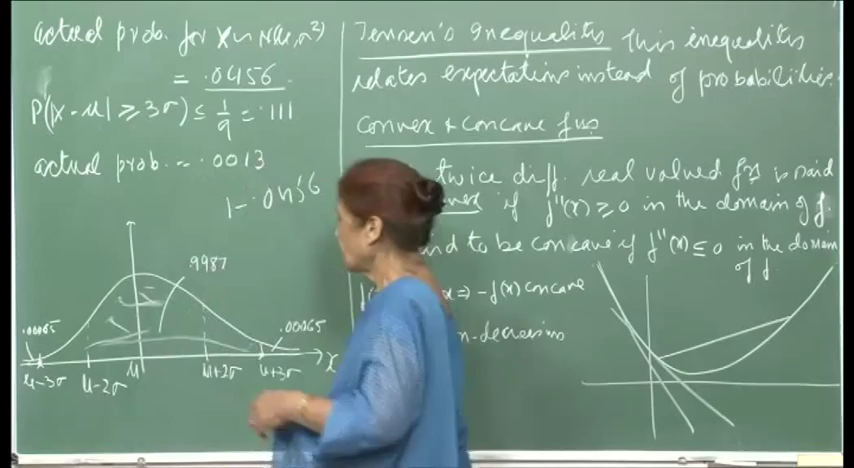 actual prob. for X ~ N(μ, σ²)
= .0456
P(|X - μ| ≥ 3σ) ≤ 1/9 = .111
actual prob. = .0013
1 - .0456
.9987
.00065
.00065
μ-3σ μ-2σ μ μ+2σ μ+3σ x
Jensen's Inequality This inequality
relates expectations instead of probabilities.
Convex + Concave fns
twice diff. real valued fn is said
if f''(x) ≥ 0 in the domain of f.
to be concave if f''(x) ≤ 0 in the domain
of f
x ⇒ -f(x) concave
n-decreasing